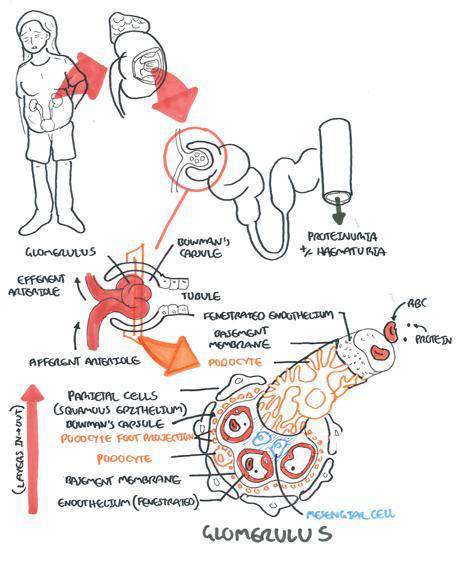 PROTEINURIA
+/- HAEMATURIA
GLOMERULUS
BOWMAN'S
CAPSULE
EFFERENT
ARTERIOLE
TUBULE
AFFERENT ARTERIOLE
FENESTRATED ENDOTHELIUM
BASEMENT
MEMBRANE
PODOCYTE
RBC
PROTEIN
(LAYERS IN→OUT)
PARIETAL CELLS
(SQUAMOUS EPITHELIUM)
BOWMAN'S CAPSULE
PODOCYTE FOOT PROJECTION
PODOCYTE
BASEMENT MEMBRANE
ENDOTHELIUM (FENESTRATED)
MESENGIAL CELL
GLOMERULUS